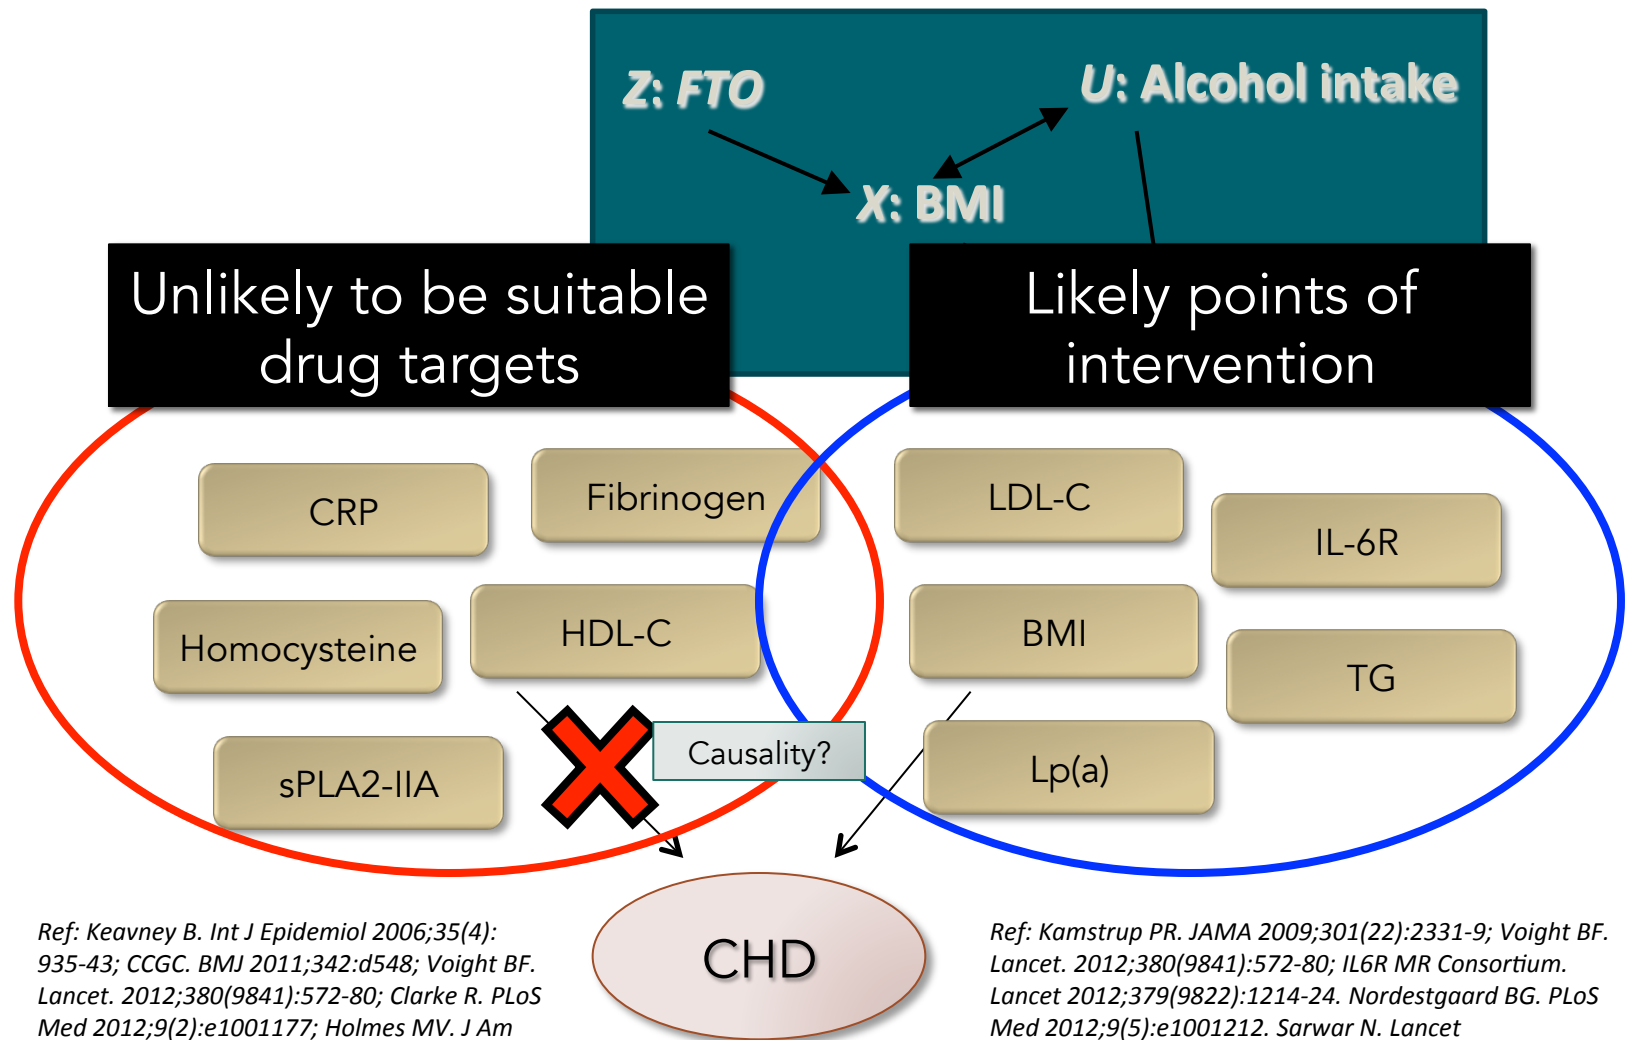 Z: FTO
U: Alcohol intake
X: BMI
Unlikely to be suitable
drug targets
Likely points of
intervention
CRP
Fibrinogen
LDL-C
IL-6R
Homocysteine
HDL-C
BMI
TG
sPLA2-IIA
Causality?
Lp(a)
CHD
Ref: Keavney B. Int J Epidemiol 2006;35(4):
935-43; CCGC. BMJ 2011;342:d548; Voight BF.
Lancet. 2012;380(9841):572-80; Clarke R. PLoS
Med 2012;9(2):e1001177; Holmes MV. J Am
Ref: Kamstrup PR. JAMA 2009;301(22):2331-9; Voight BF.
Lancet. 2012;380(9841):572-80; IL6R MR Consortium.
Lancet 2012;379(9822):1214-24. Nordestgaard BG. PLoS
Med 2012;9(5):e1001212. Sarwar N. Lancet